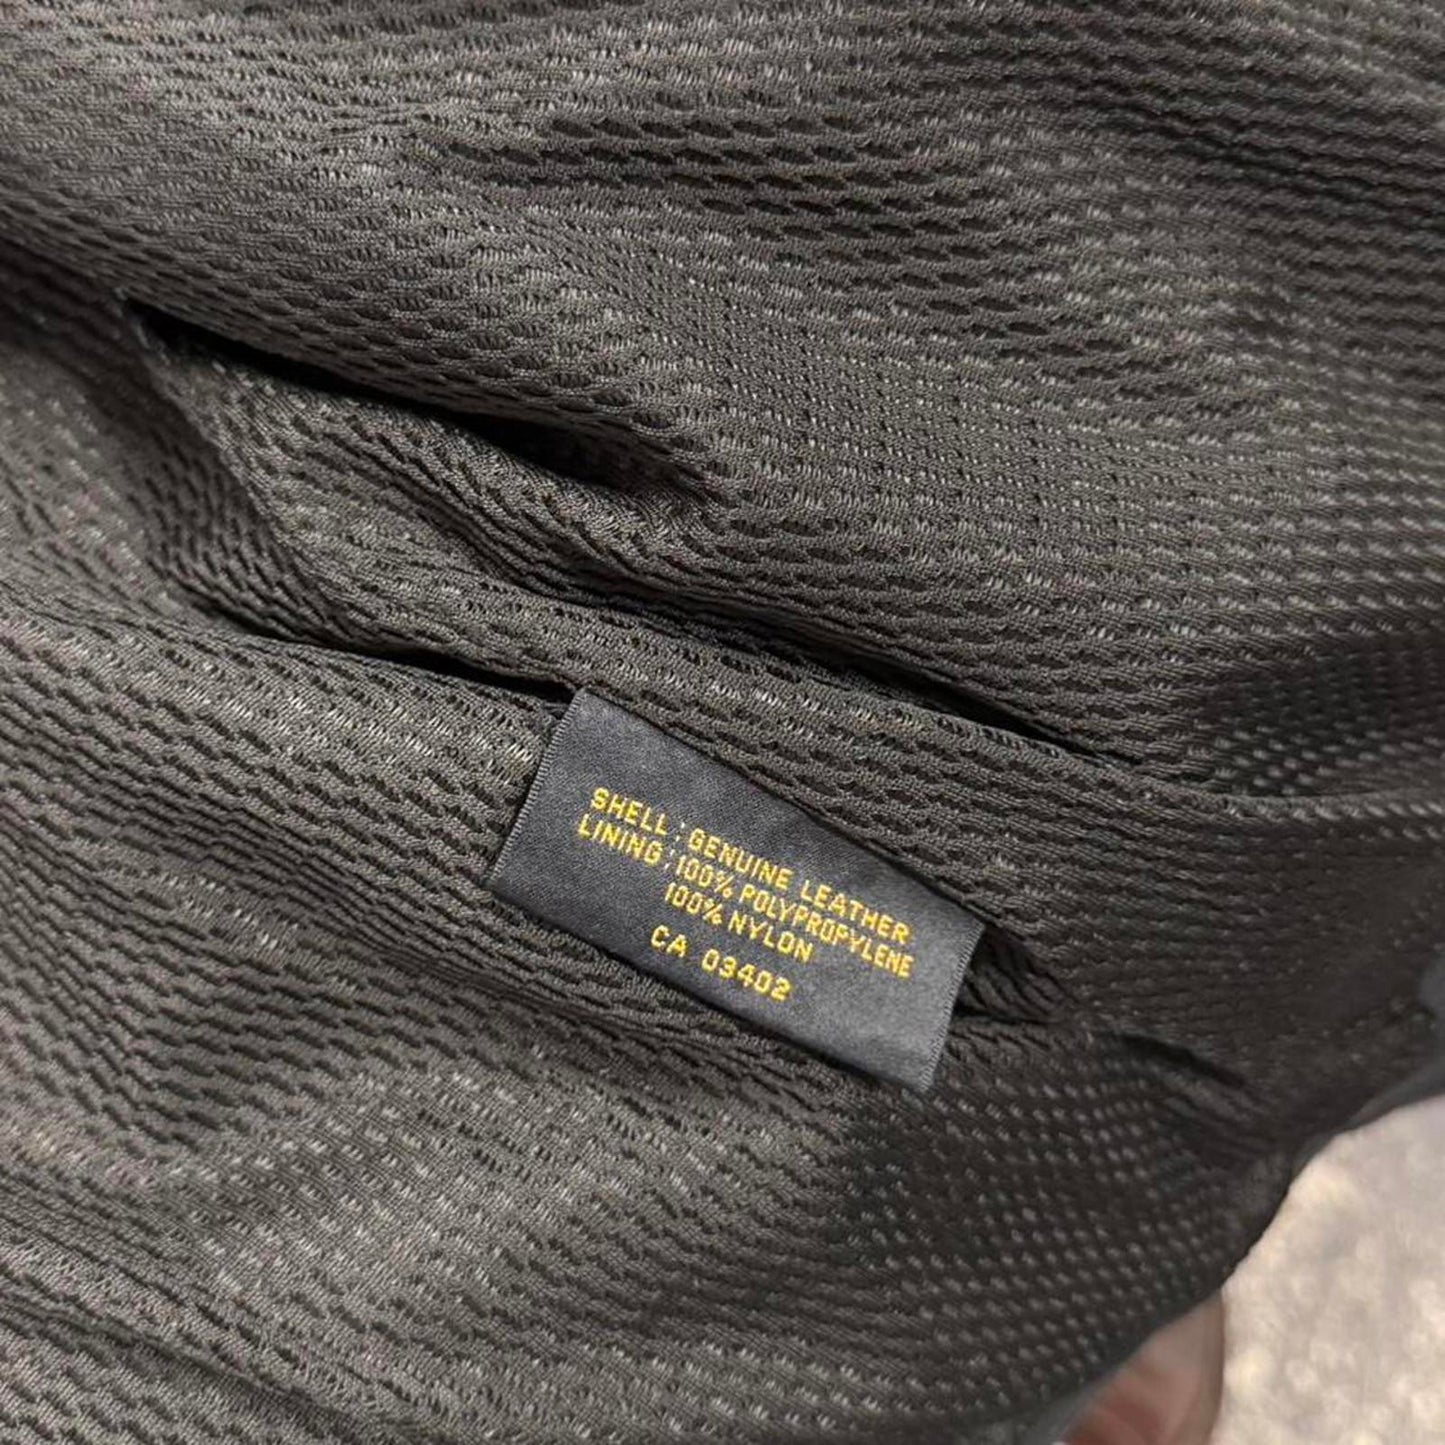 SHELL : GENUINE LEATHER
LINING : 100% POLYPROPYLENE
100% NYLON
CA 03402